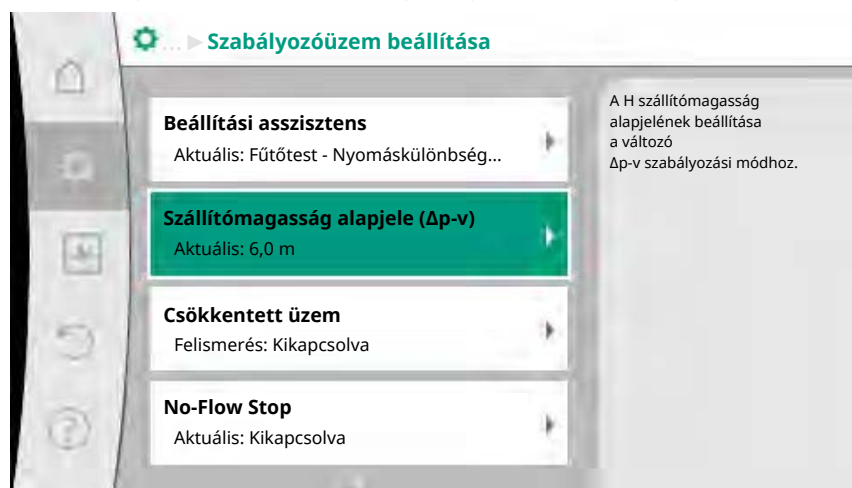 ... ▶ Szabályozóüzem beállítása
Beállítási asszisztens
Aktuális: Fűtőtest - Nyomáskülönbség...
Szállítómagasság alapjele (Δp-v)
Aktuális: 6,0 m
Csökkentett üzem
Felismerés: Kikapcsolva
No-Flow Stop
Aktuális: Kikapcsolva
A H szállítómagasság
alapjelének beállítása
a változó
Δp-v szabályozási módhoz.